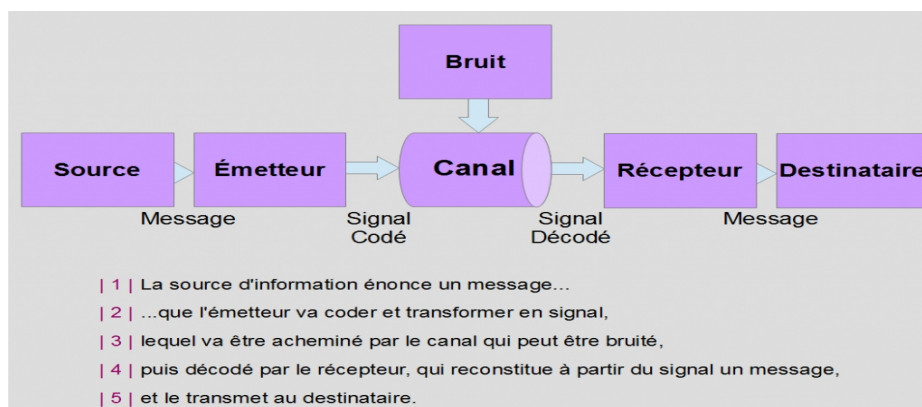 Bruit
Source
Émetteur
Canal
Récepteur
Destinataire
Message
Signal
Codé
Signal
Décodé
Message
| 1 | La source d'information énonce un message...
| 2 | ...que l'émetteur va coder et transformer en signal,
| 3 | lequel va être acheminé par le canal qui peut être bruité,
| 4 | puis décodé par le récepteur, qui reconstitue à partir du signal un message,
| 5 | et le transmet au destinataire.